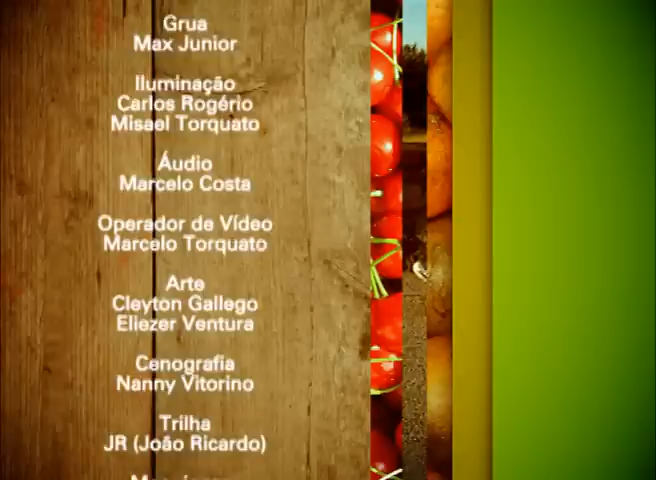 Grua
Max Junior
Iluminação
Carlos Rogério
Misael Torquato
Áudio
Marcelo Costa
Operador de Vídeo
Marcelo Torquato
Arte
Cleyton Gallego
Eliezer Ventura
Cenografia
Nanny Vitorino
Trilha
JR (João Ricardo)